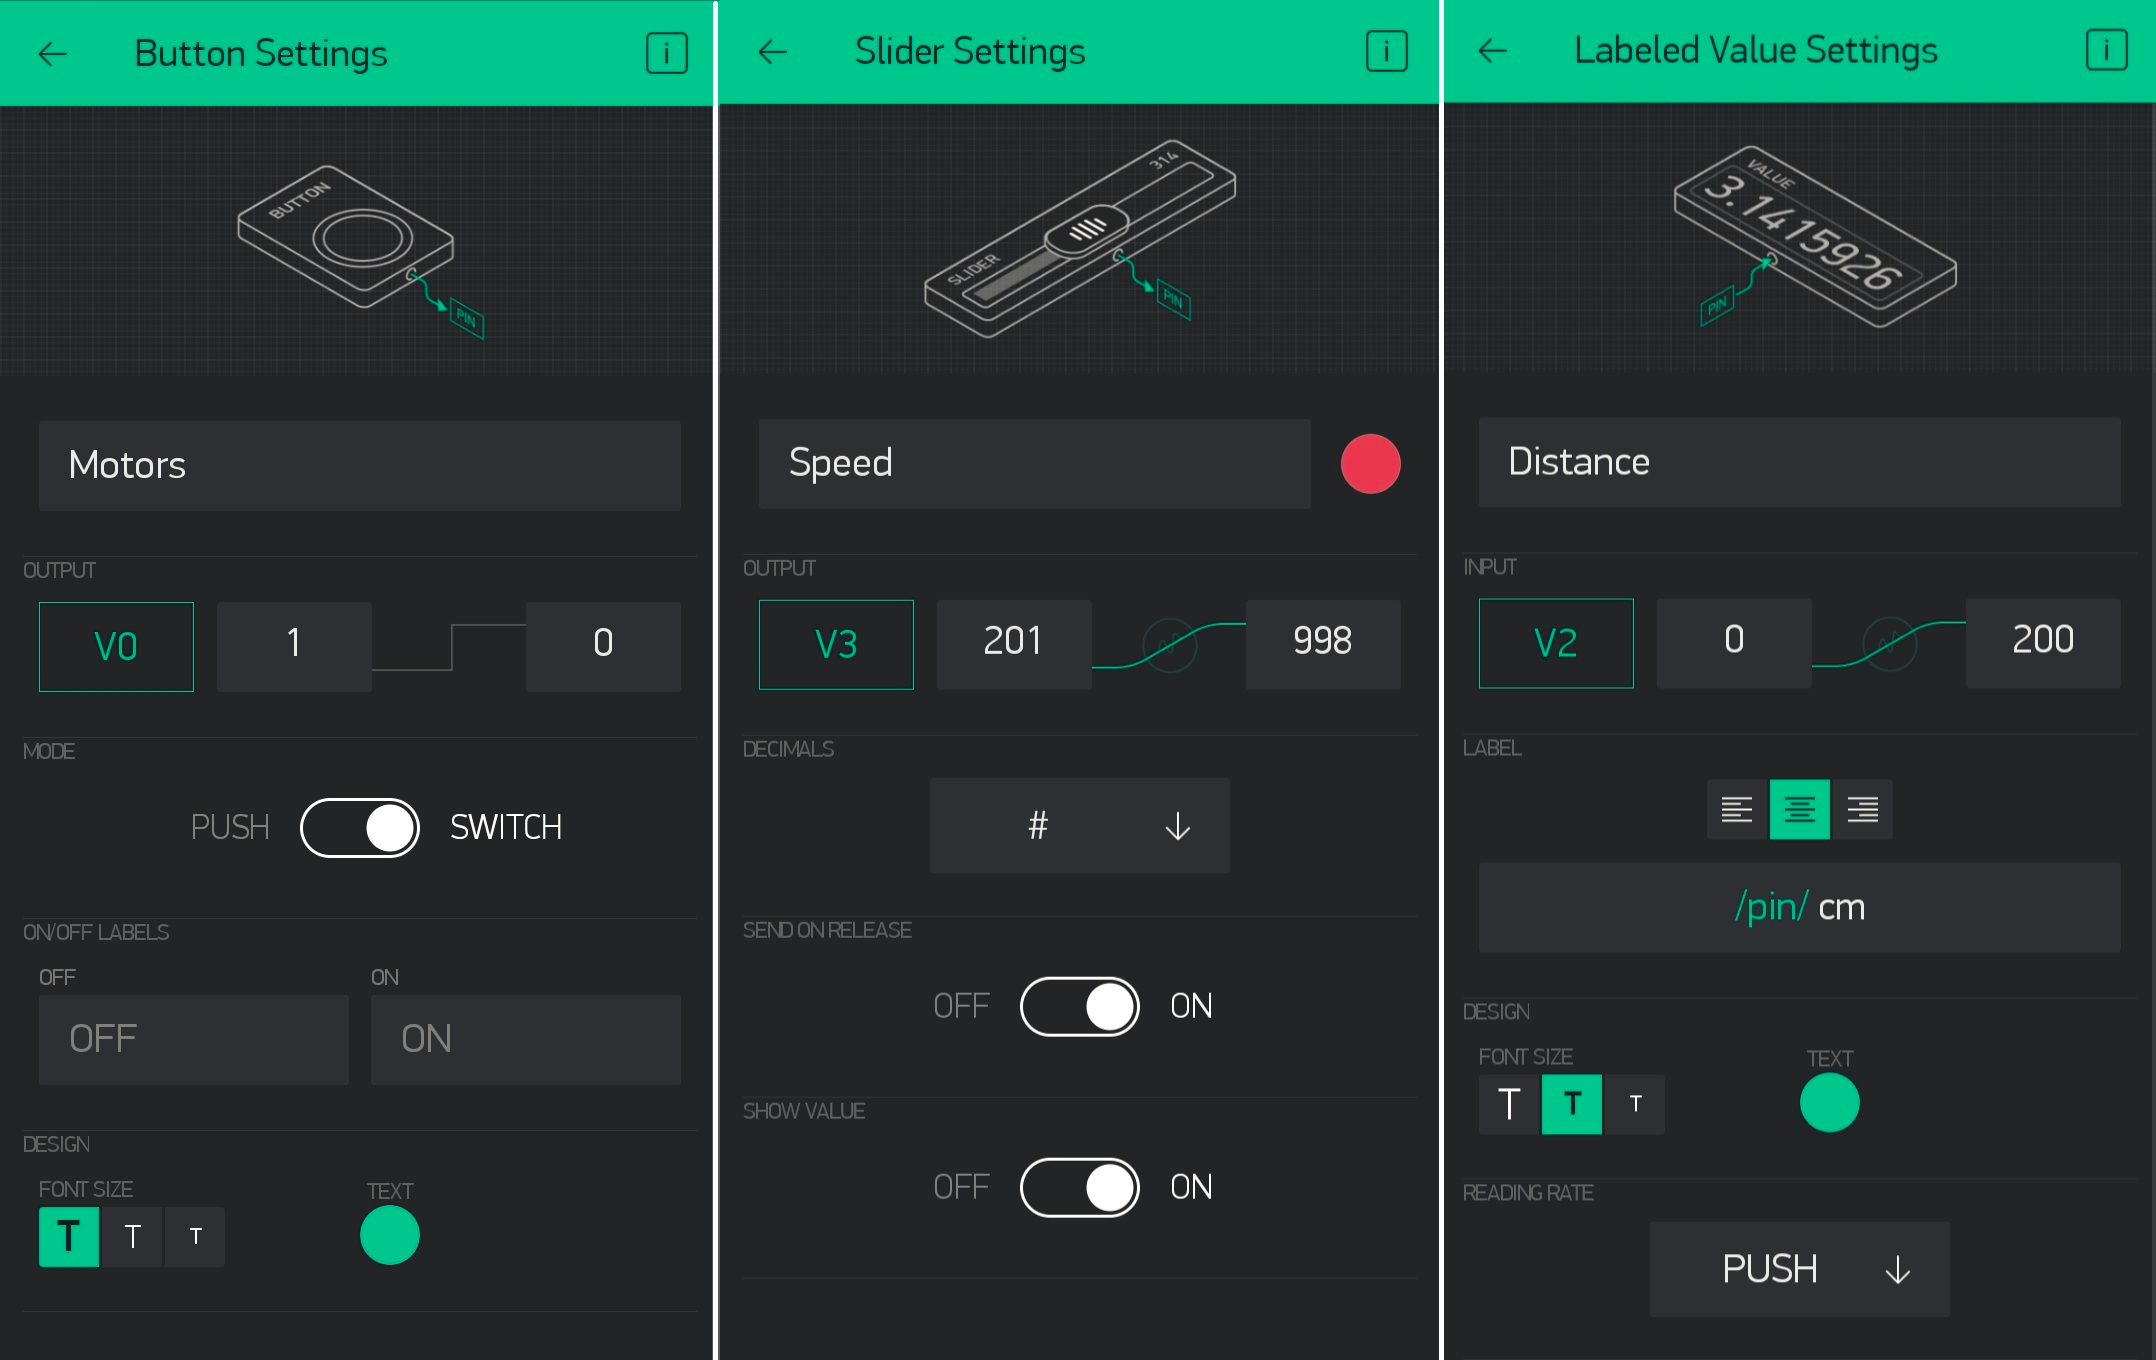 Button Settings
i
BUTTON
PIN
Motors
OUTPUT
V0
1
0
MODE
PUSH
SWITCH
ON/OFF LABELS
OFF
ON
OFF
ON
DESIGN
FONT SIZE
TEXT
T
T
T
Slider Settings
i
314
SLIDER
PIN
Speed
OUTPUT
V3
201
998
DECIMALS
#
SEND ON RELEASE
OFF
ON
SHOW VALUE
OFF
ON
Labeled Value Settings
i
VALUE
3.1415926
PIN
Distance
INPUT
V2
0
200
LABEL
/pin/ cm
DESIGN
FONT SIZE
TEXT
T
T
T
READING RATE
PUSH